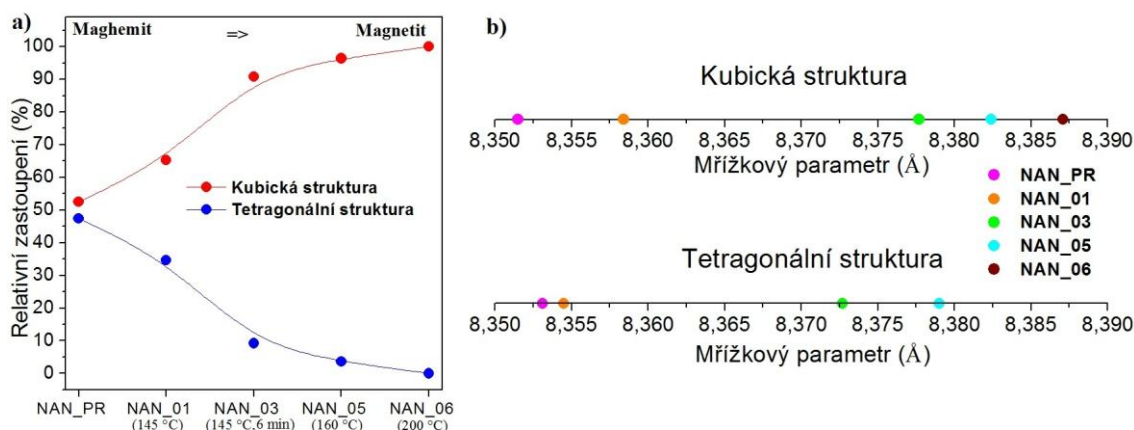 a)
Maghemit => Magnetit
Relativní zastoupení (%)
100
90
80
70
60
50
40
30
20
10
0
Kubická struktura
Tetragonální struktura
NAN_PR NAN_01 NAN_03 NAN_05 NAN_06
(145 °C) (145 °C,6 min) (160 °C) (200 °C)
b)
Kubická struktura
8,350 8,355 8,360 8,365 8,370 8,375 8,380 8,385 8,390
Mřížkový parametr (Å)
NAN_PR
NAN_01
NAN_03
NAN_05
NAN_06
Tetragonální struktura
8,350 8,355 8,360 8,365 8,370 8,375 8,380 8,385 8,390
Mřížkový parametr (Å)